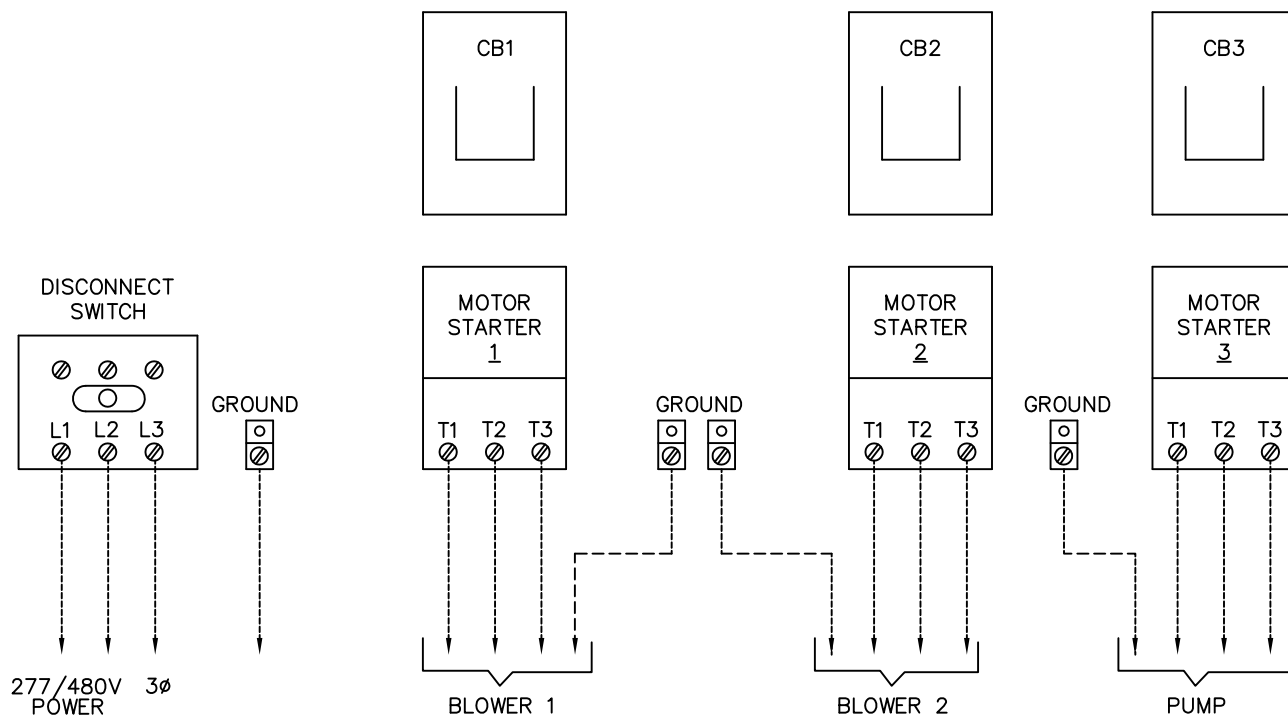 CB1
CB2
CB3
DISCONNECT
SWITCH
L1 L2 L3
GROUND
277/480V 3ø
POWER
MOTOR
STARTER
1
T1 T2 T3
GROUND
BLOWER 1
MOTOR
STARTER
2
T1 T2 T3
BLOWER 2
GROUND
MOTOR
STARTER
3
T1 T2 T3
PUMP